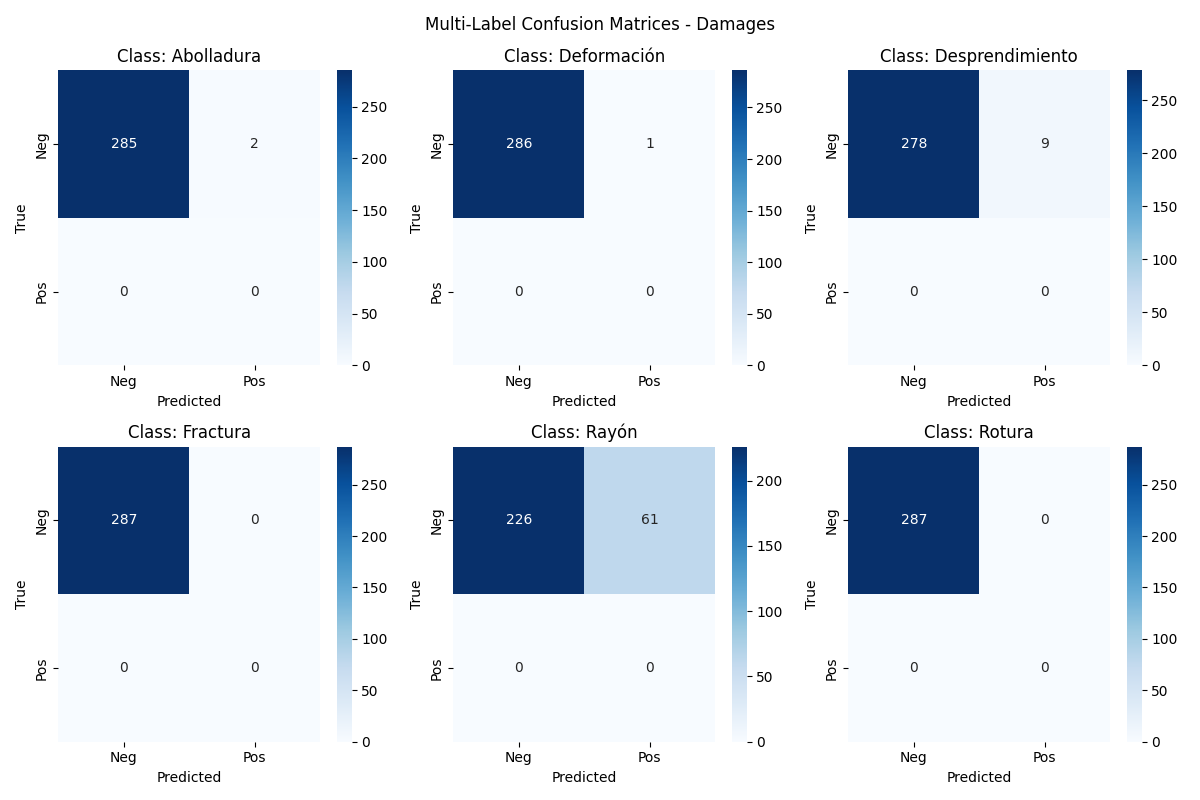 Multi-Label Confusion Matrices - Damages
Class: Abolladura
Neg
Pos
True
285
2
0
0
Neg
Pos
Predicted
250
200
150
100
50
0
Class: Deformación
Neg
Pos
True
286
1
0
0
Neg
Pos
Predicted
250
200
150
100
50
0
Class: Desprendimiento
Neg
Pos
True
278
9
0
0
Neg
Pos
Predicted
250
200
150
100
50
0
Class: Fractura
Neg
Pos
True
287
0
0
0
Neg
Pos
Predicted
250
200
150
100
50
0
Class: Rayón
Neg
Pos
True
226
61
0
0
Neg
Pos
Predicted
200
150
100
50
0
Class: Rotura
Neg
Pos
True
287
0
0
0
Neg
Pos
Predicted
250
200
150
100
50
0